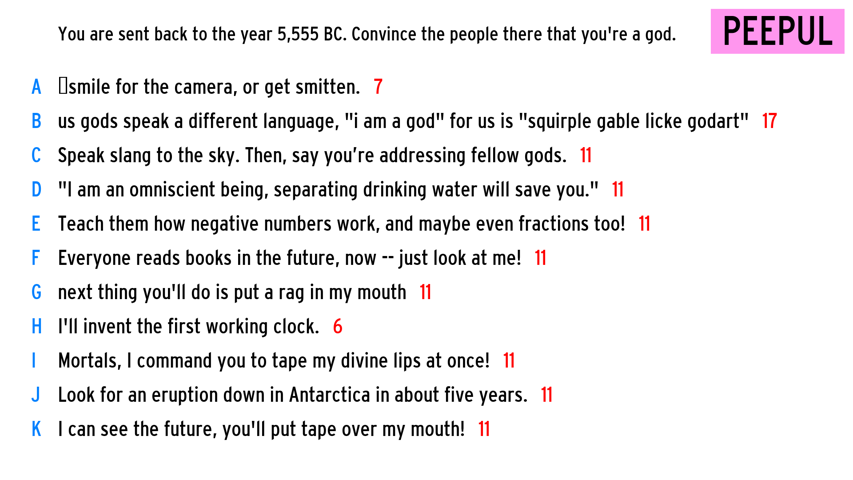 You are sent back to the year 5,555 BC. Convince the people there that you're a god.
PEEPUL
A ▯smile for the camera, or get smitten. 7
B us gods speak a different language, "i am a god" for us is "squirple gable licke godart" 17
C Speak slang to the sky. Then, say you’re addressing fellow gods. 11
D "I am an omniscient being, separating drinking water will save you." 11
E Teach them how negative numbers work, and maybe even fractions too! 11
F Everyone reads books in the future, now -- just look at me! 11
G next thing you'll do is put a rag in my mouth 11
H I'll invent the first working clock. 6
I Mortals, I command you to tape my divine lips at once! 11
J Look for an eruption down in Antarctica in about five years. 11
K I can see the future, you'll put tape over my mouth! 11